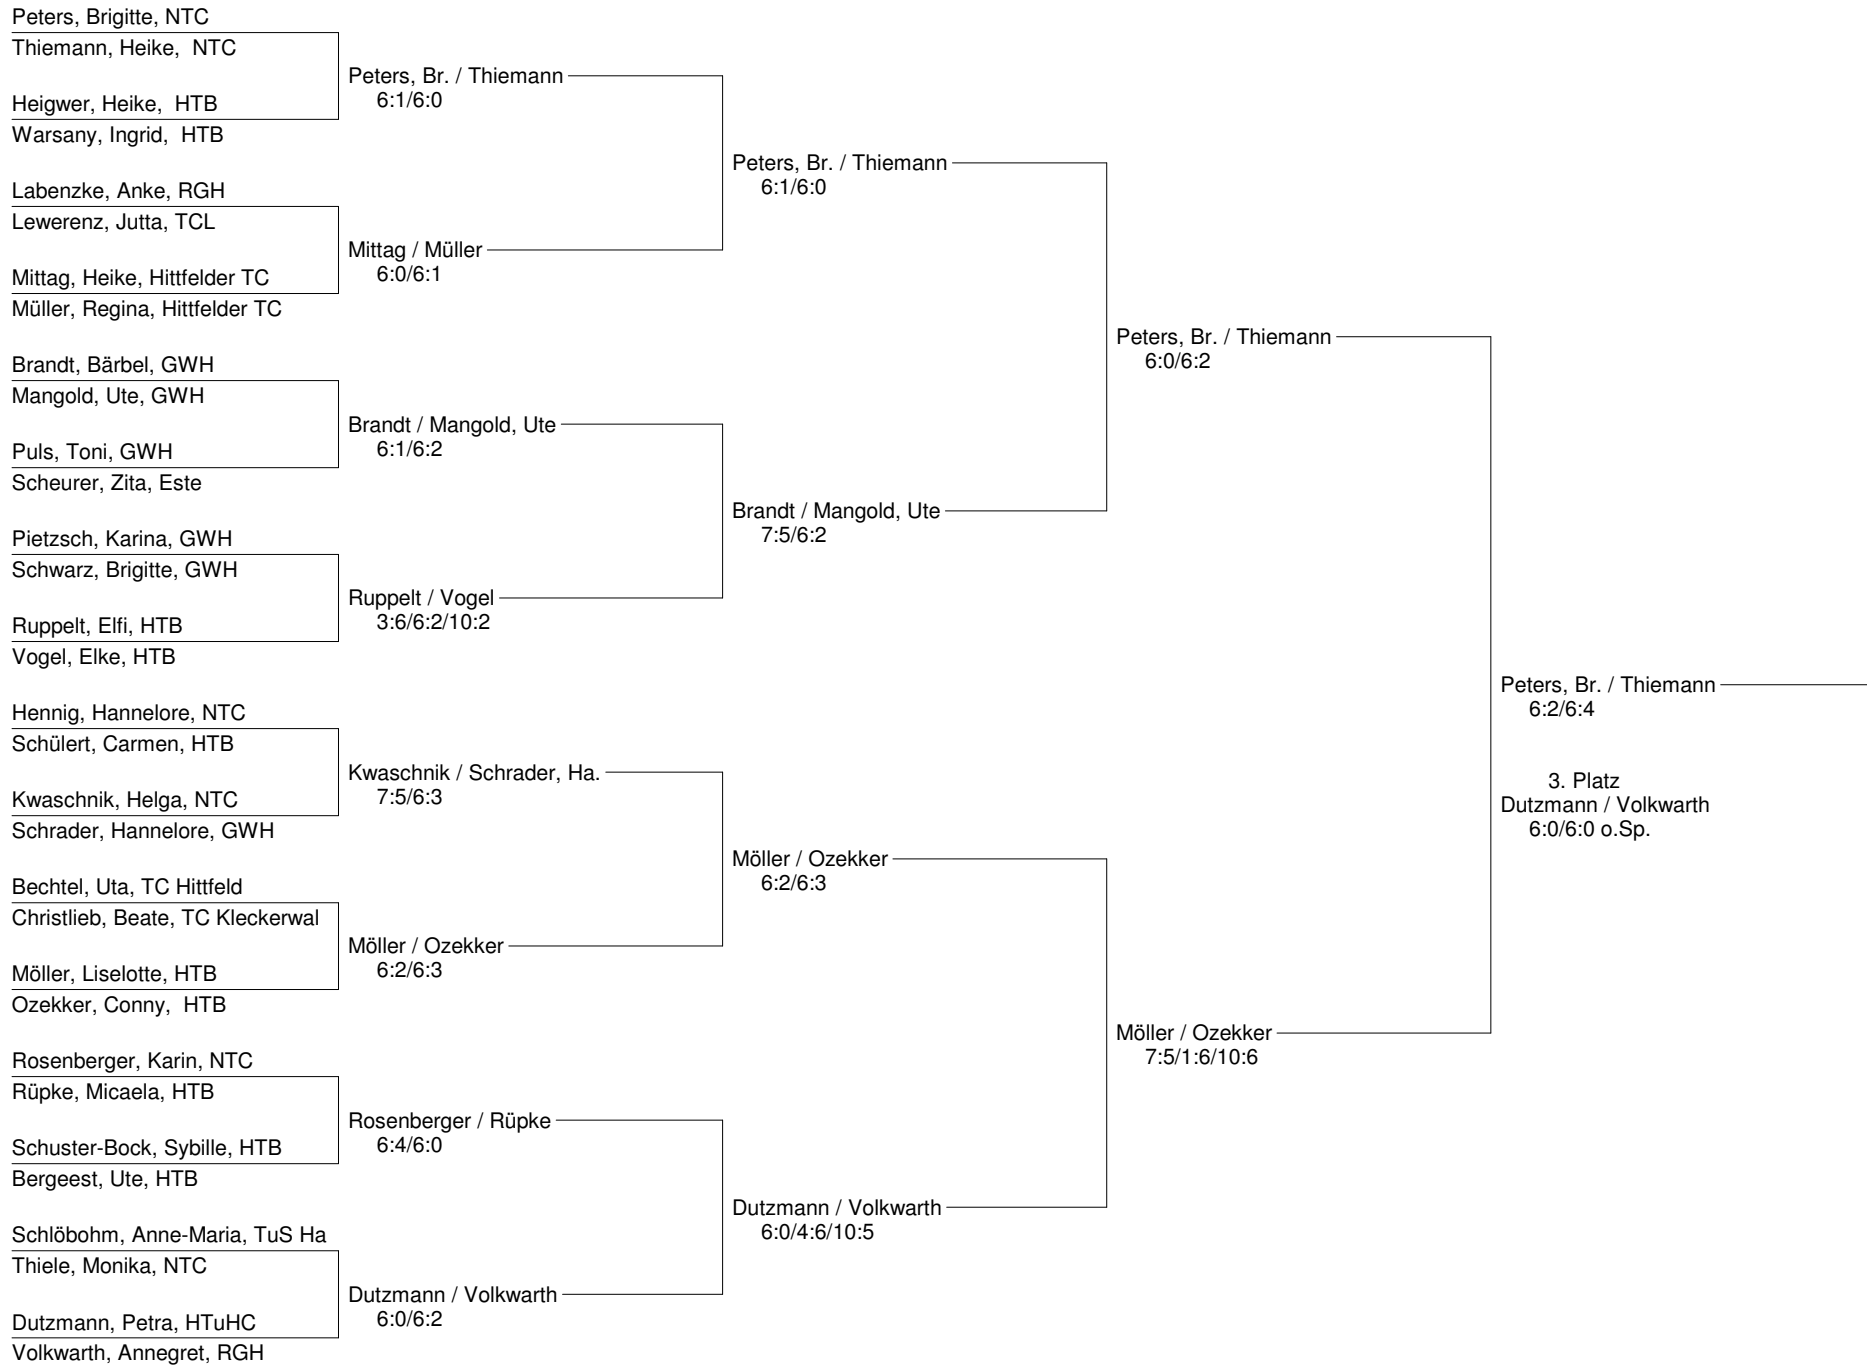 Peters, Brigitte, NTC
Thiemann, Heike, NTC
Heigwer, Heike, HTB
Warsany, Ingrid, HTB
Labenzke, Anke, RGH
Lewerenz, Jutta, TCL
Mittag, Heike, Hittfelder TC
Müller, Regina, Hittfelder TC
Brandt, Bärbel, GWH
Mangold, Ute, GWH
Puls, Toni, GWH
Scheurer, Zita, Este
Pietzsch, Karina, GWH
Schwarz, Brigitte, GWH
Ruppelt, Elfi, HTB
Vogel, Elke, HTB
Hennig, Hannelore, NTC
Schülert, Carmen, HTB
Kwaschnik, Helga, NTC
Schrader, Hannelore, GWH
Bechtel, Uta, TC Hittfeld
Christlieb, Beate, TC Kleckerwal
Möller, Liselotte, HTB
Ozekker, Conny, HTB
Rosenberger, Karin, NTC
Rüpke, Micaela, HTB
Schuster-Bock, Sybille, HTB
Bergeest, Ute, HTB
Schlöbohm, Anne-Maria, TuS Ha
Thiele, Monika, NTC
Dutzmann, Petra, HTuHC
Volkwarth, Annegret, RGH
Peters, Br. / Thiemann
6:1/6:0
Mittag / Müller
6:0/6:1
Brandt / Mangold, Ute
6:1/6:2
Ruppelt / Vogel
3:6/6:2/10:2
Kwaschnik / Schrader, Ha.
7:5/6:3
Möller / Ozekker
6:2/6:3
Rosenberger / Rüpke
6:4/6:0
Dutzmann / Volkwarth
6:0/6:2
Peters, Br. / Thiemann
6:1/6:0
Brandt / Mangold, Ute
7:5/6:2
Möller / Ozekker
6:2/6:3
Dutzmann / Volkwarth
6:0/4:6/10:5
Peters, Br. / Thiemann
6:0/6:2
Möller / Ozekker
7:5/1:6/10:6
Peters, Br. / Thiemann
6:2/6:4
3. Platz
Dutzmann / Volkwarth
6:0/6:0 o.Sp.